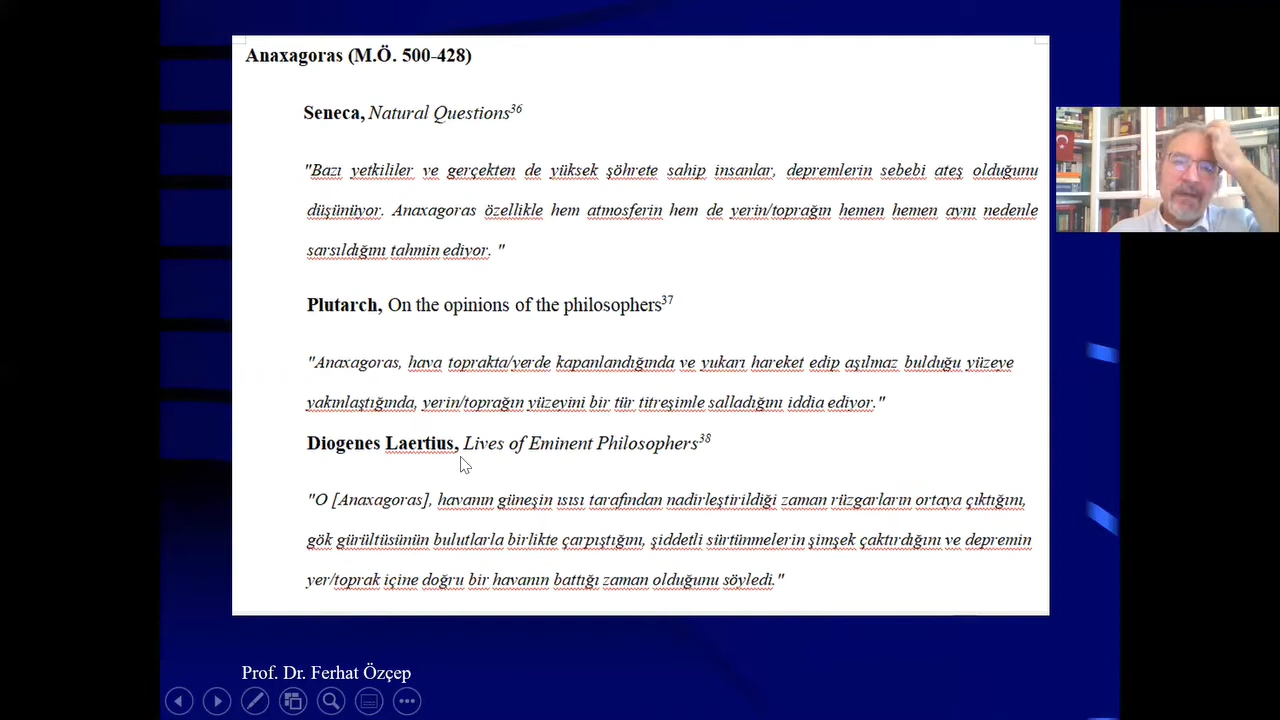 Anaxagoras (M.Ö. 500-428)
Seneca, Natural Questions36
"Bazı yetkililer ve gerçekten de yüksek şöhrete sahip insanlar, depremlerin sebebi ateş olduğunu
düşünüyor. Anaxagoras özellikle hem atmosferin hem de yerin/toprağın hemen hemen aynı nedenle
sarsıldığını tahmin ediyor. "
Plutarch, On the opinions of the philosophers37
"Anaxagoras, hava toprakta/yerde kapanlandığında ve yukarı hareket edip aşılmaz bulduğu yüzeye
yakınlaştığında, yerin/toprağın yüzeyini bir tür titreşimle salladığını iddia ediyor."
Diogenes Laertius, Lives of Eminent Philosophers38
"O [Anaxagoras], havanın güneşin ısısı tarafından nadirleştirildiği zaman rüzgarların ortaya çıktığını,
gök gürültüsünün bulutlarla birlikte çarpıştığını, şiddetli sürtünmelerin şimşek çaktırdığını ve depremin
yer/toprak içine doğru bir havanın battığı zaman olduğunu söyledi."
Prof. Dr. Ferhat Özçep